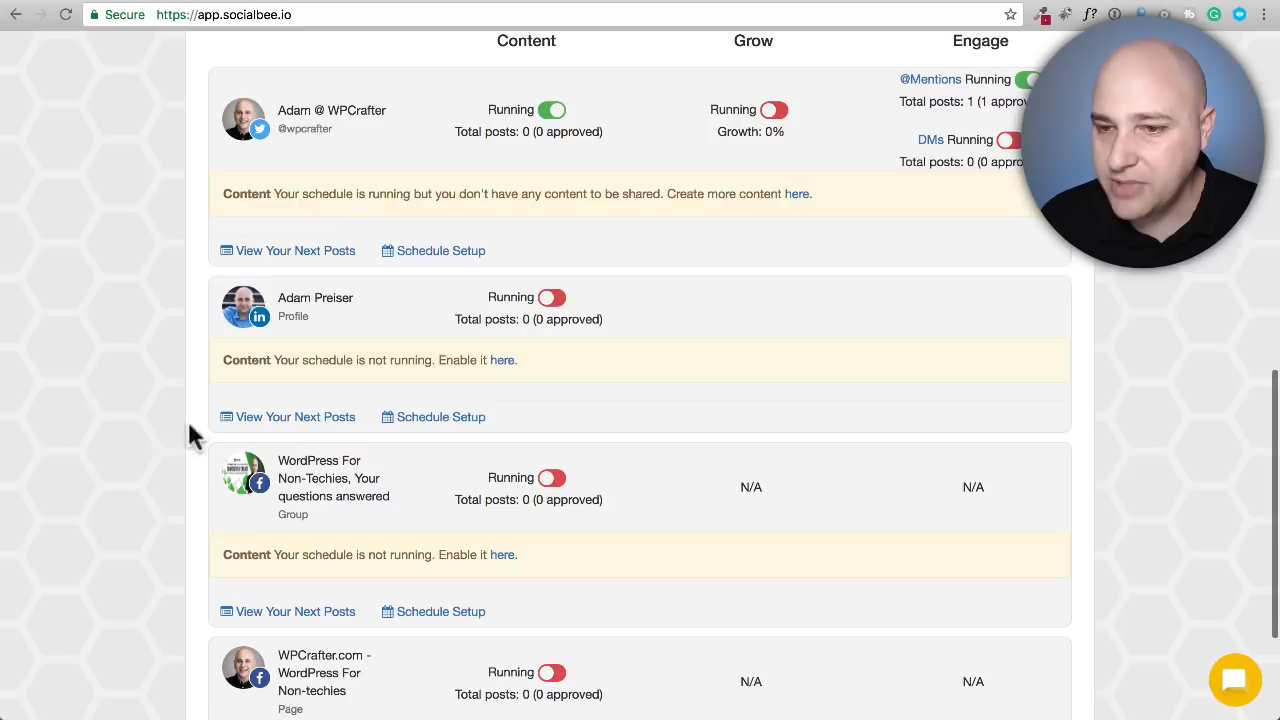 Secure https://app.socialbee.io
Content Grow Engage
Adam @ WPCrafter
@wpcrafter
Running
Total posts: 0 (0 approved)
Running
Growth: 0%
@Mentions Running
Total posts: 1 (1 approv
DMs Running
Total posts: 0 (0 appro
Content Your schedule is running but you don't have any content to be shared. Create more content here.
View Your Next Posts Schedule Setup
Adam Preiser
Profile
Running
Total posts: 0 (0 approved)
Content Your schedule is not running. Enable it here.
View Your Next Posts Schedule Setup
WordPress For
Non-Techies, Your
questions answered
Group
Running
Total posts: 0 (0 approved)
N/A
N/A
Content Your schedule is not running. Enable it here.
View Your Next Posts Schedule Setup
WPCrafter.com -
WordPress For
Non-techies
Page
Running
Total posts: 0 (0 approved)
N/A
N/A